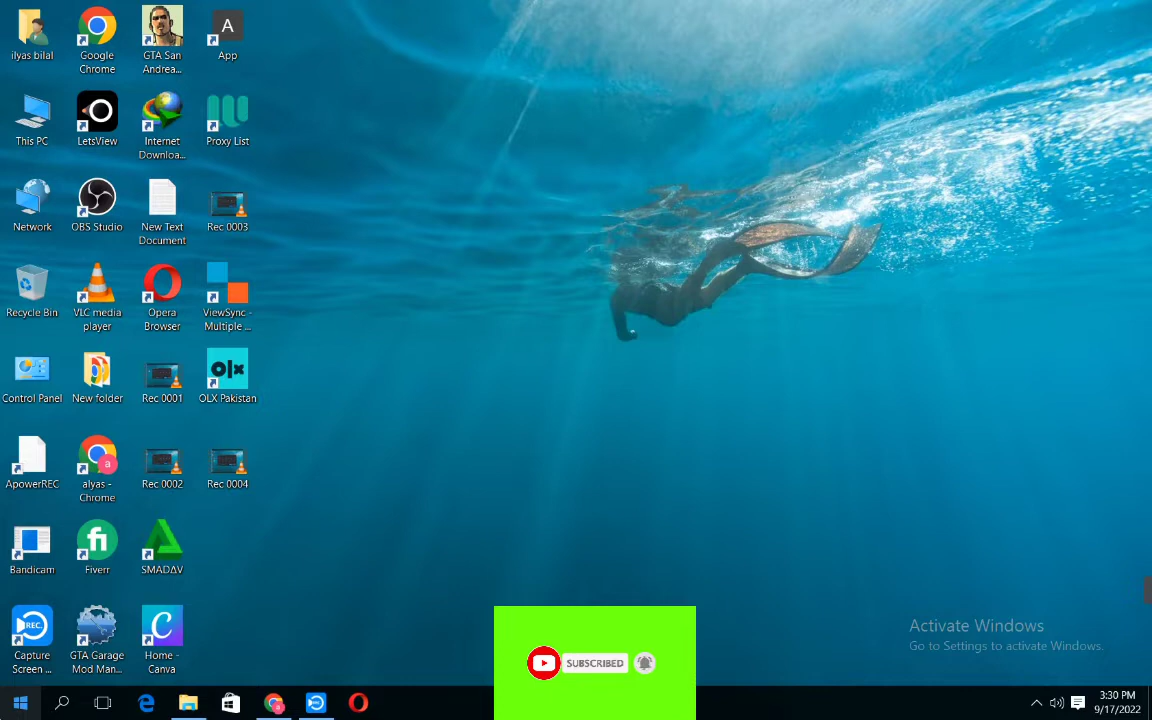 ilyas bilal
Google
Chrome
GTA San
Andrea...
A
App
This PC
LetsView
Internet
Downloa...
Proxy List
Network
OBS Studio
New Text
Document
Rec 0003
Recycle Bin
VLC media
player
Opera
Browser
ViewSync -
Multiple ...
Control Panel
New folder
Rec 0001
olx
OLX Pakistan
ApowerREC
a
alyas -
Chrome
Rec 0002
Rec 0004
Bandicam
fi
Fiverr
SMADΔV
REC
Capture
Screen ...
GTA Garage
Mod Man...
C
Home -
Canva
SUBSCRIBED
Activate Windows
Go to Settings to activate Windows.
3:30 PM
9/17/2022